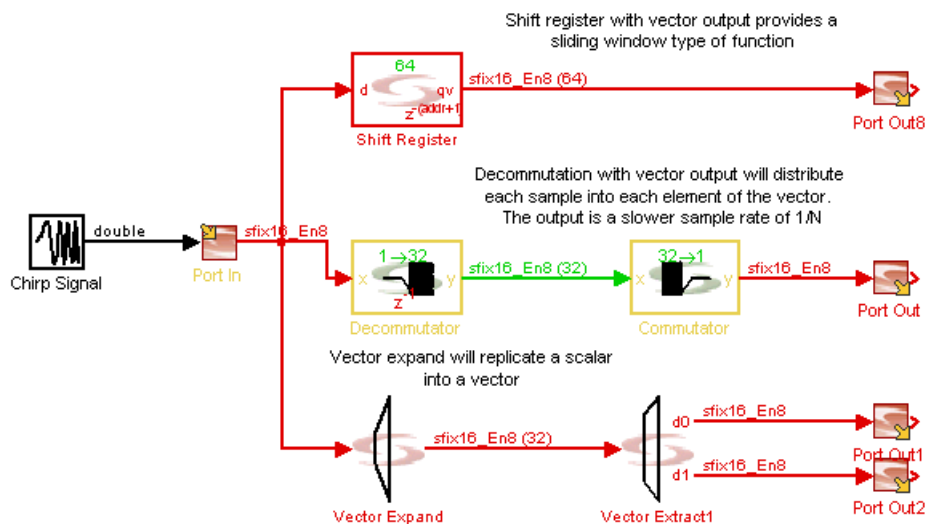 Shift register with vector output provides a
sliding window type of function
64
d
qv
z
-(addr+1)
Shift Register
sfix16_En8 (64)
Port Out8
Decommutation with vector output will distribute
each sample into each element of the vector.
The output is a slower sample rate of 1/N
Chirp Signal
double
Port In
sfix16_En8
1→32
x
y
z
-1
Decommutator
sfix16_En8 (32)
32→1
x
y
Commutator
sfix16_En8
Port Out
Vector expand will replicate a scalar
into a vector
Vector Expand
sfix16_En8 (32)
d0
d1
Vector Extract1
sfix16_En8
Port Out1
sfix16_En8
Port Out2